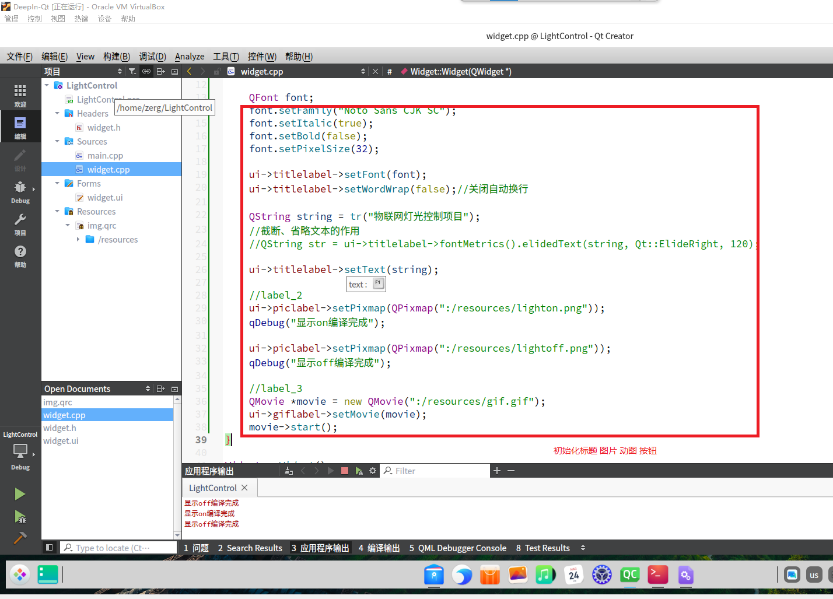 DeepIn-Qt [正在运行] - Oracle VM VirtualBox
管理 控制 视图 热键 设备 帮助
widget.cpp @ LightControl - Qt Creator
文件(F) 编辑(E) View 构建(B) 调试(D) Analyze 工具(T) 控件(W) 帮助(H)
项目
widget.cpp
# Widget::Widget(QWidget *)
欢迎
编辑
设计
Debug
项目
帮助
LightControl
/home/zerg/LightControl
Headers
widget.h
Sources
main.cpp
widget.cpp
Forms
widget.ui
Resources
img.qrc
/resources
QFont font;
font.setFamily("Noto Sans CJK SC");
font.setItalic(true);
font.setBold(false);
font.setPixelSize(32);
ui->titlelabel->setFont(font);
ui->titlelabel->setWordWrap(false);//关闭自动换行
QString string = tr("物联网灯光控制项目");
//截断、省略文本的作用
//QString str = ui->titlelabel->fontMetrics().elidedText(string, Qt::ElideRight, 120);
ui->titlelabel->setText(string);
text :
//label_2
ui->piclabel->setPixmap(QPixmap(":/resources/lighton.png"));
qDebug("显示on编译完成");
ui->piclabel->setPixmap(QPixmap(":/resources/lightoff.png"));
qDebug("显示off编译完成");
//label_3
QMovie *movie = new QMovie(":/resources/gif.gif");
ui->giflabel->setMovie(movie);
movie->start();
39 }
初始化标题 图片 动图 按钮
Open Documents
img.qrc
widget.cpp
widget.h
widget.ui
LightControl
Debug
应用程序输出
Filter
LightControl
显示off编译完成
显示on编译完成
显示off编译完成
Type to locate (Ct...
1 问题 2 Search Results 3 应用程序输出 4 编译输出 5 QML Debugger Console 8 Test Results
24
QC
us